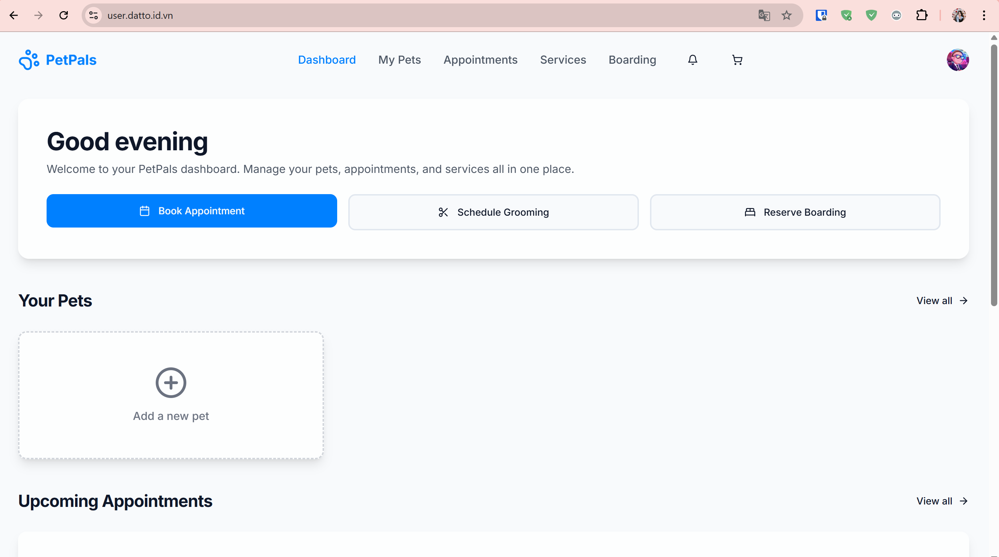 user.datto.id.vn
PetPals
Dashboard My Pets Appointments Services Boarding
Good evening
Welcome to your PetPals dashboard. Manage your pets, appointments, and services all in one place.
Book Appointment Schedule Grooming Reserve Boarding
Your Pets View all
Add a new pet
Upcoming Appointments View all